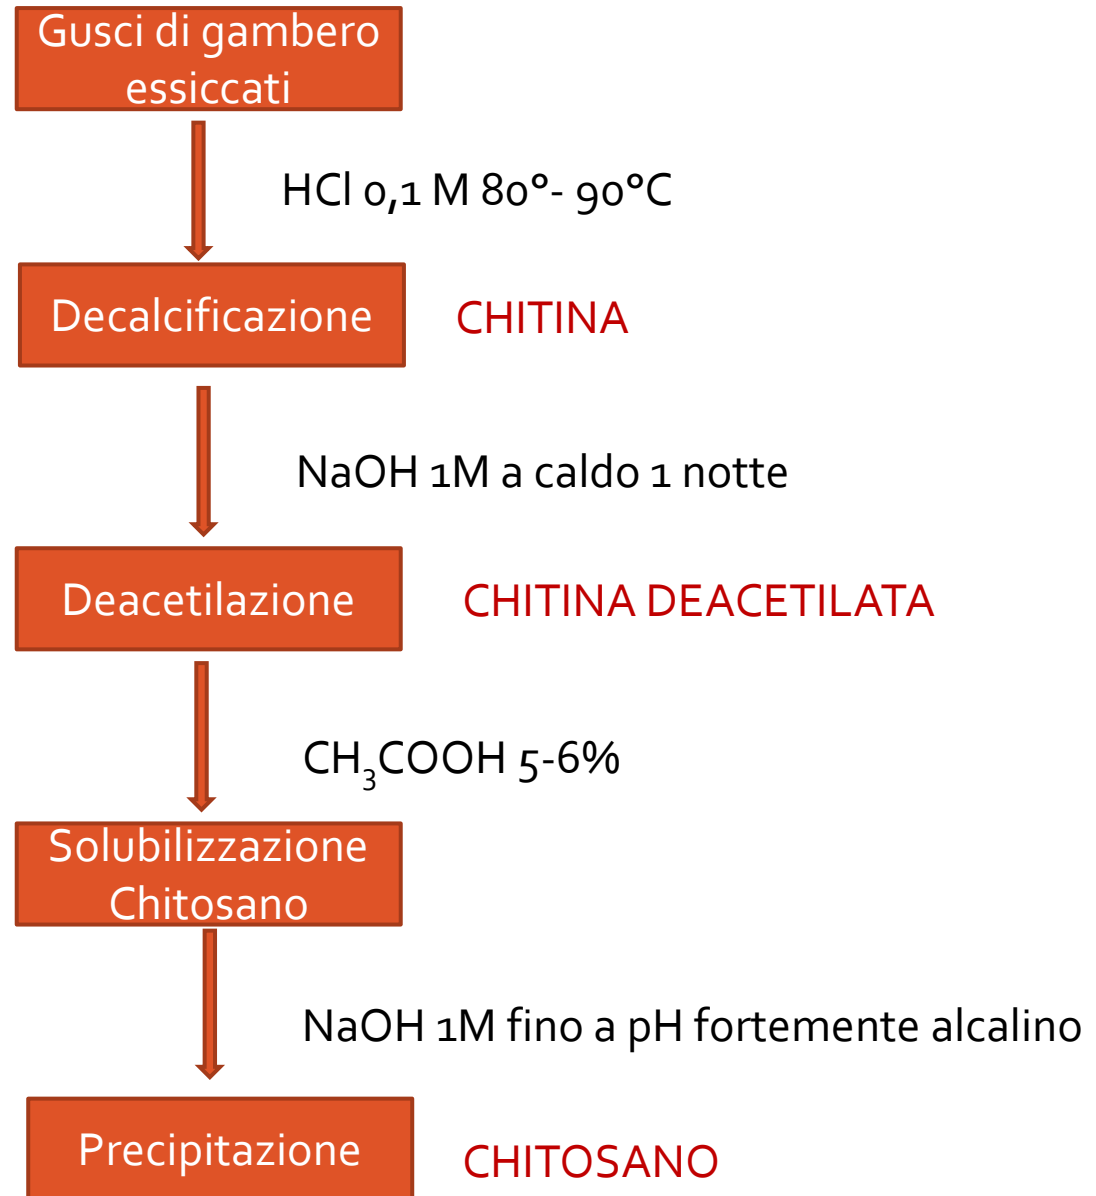 Gusci di gambero
essiccati
HCl 0,1 M 80°- 90°C
Decalcificazione
CHITINA
NaOH 1M a caldo 1 notte
Deacetilazione
CHITINA DEACETILATA
CH₃COOH 5-6%
Solubilizzazione
Chitosano
NaOH 1M fino a pH fortemente alcalino
Precipitazione
CHITOSANO